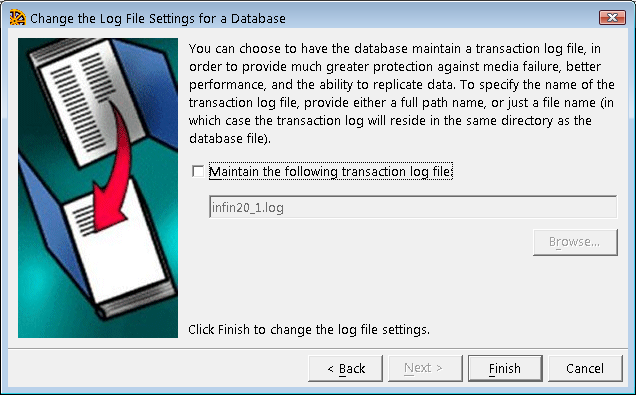 Change the Log File Settings for a Database
You can choose to have the database maintain a transaction log file, in
order to provide much greater protection against media failure, better
performance, and the ability to replicate data. To specify the name of the
transaction log file, provide either a full path name, or just a file name (in
which case the transaction log will reside in the same directory as the
database file).
Maintain the following transaction log file:
infin20_1.log
Browse...
Click Finish to change the log file settings.
< Back
Next >
Finish
Cancel